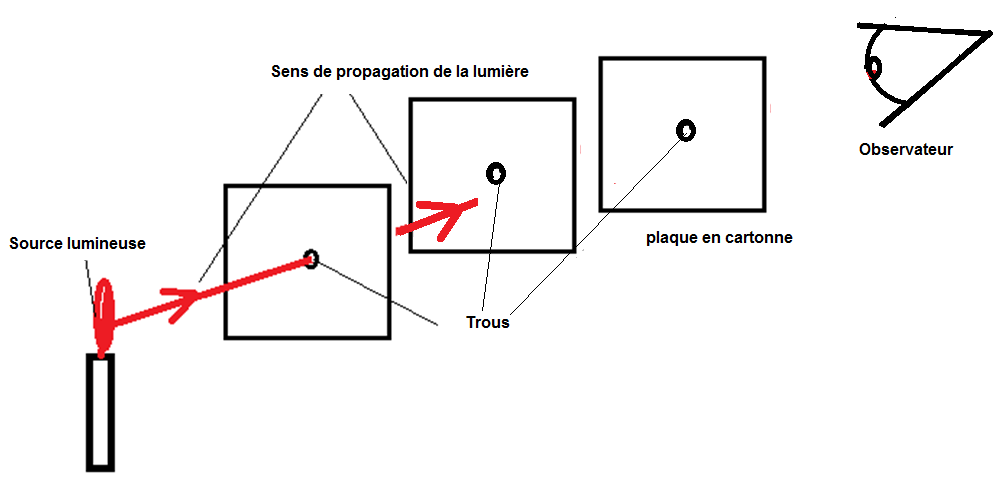 Sens de propagation de la lumière
Observateur
plaque en cartonne
Source lumineuse
Trous